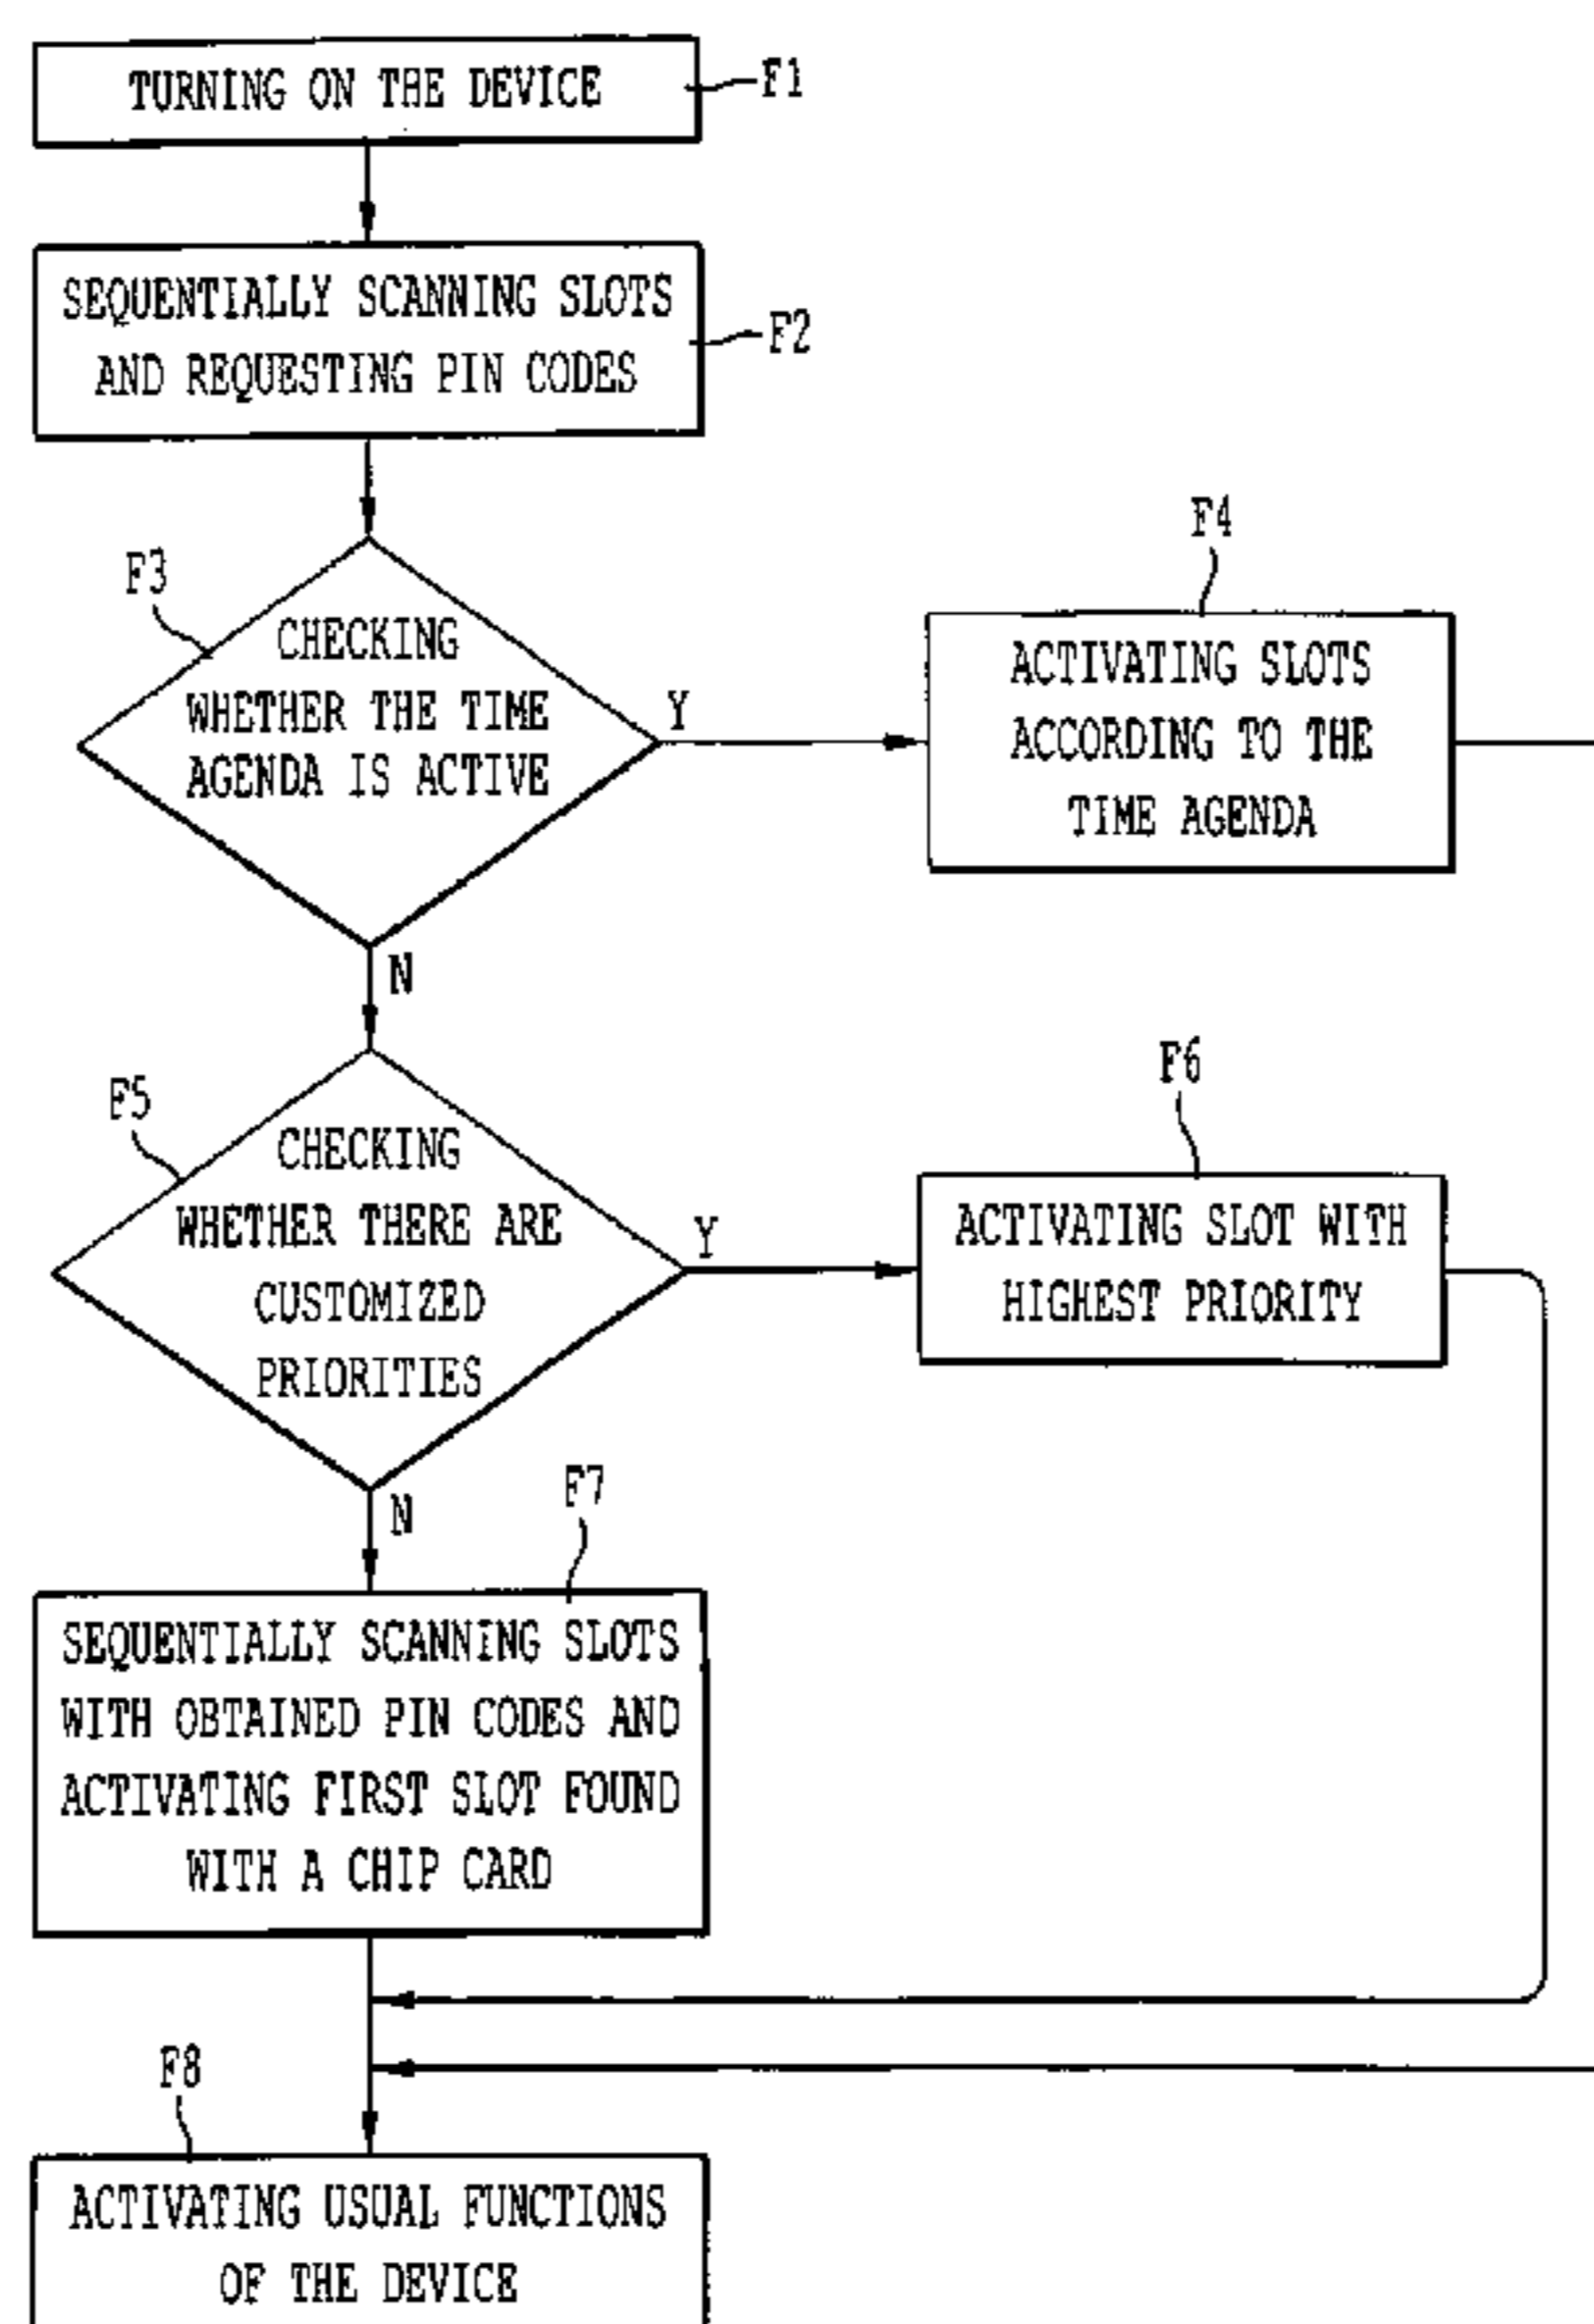 TURNING ON THE DEVICE
F1
SEQUENTIALLY SCANNING SLOTS
AND REQUESTING PIN CODES
F2
F3
CHECKING
WHETHER THE TIME
AGENDA IS ACTIVE
Y
N
F4
ACTIVATING SLOTS
ACCORDING TO THE
TIME AGENDA
F5
CHECKING
WHETHER THERE ARE
CUSTOMIZED
PRIORITIES
Y
N
F6
ACTIVATING SLOT WITH
HIGHEST PRIORITY
F7
SEQUENTIALLY SCANNING SLOTS
WITH OBTAINED PIN CODES AND
ACTIVATING FIRST SLOT FOUND
WITH A CHIP CARD
F8
ACTIVATING USUAL FUNCTIONS
OF THE DEVICE